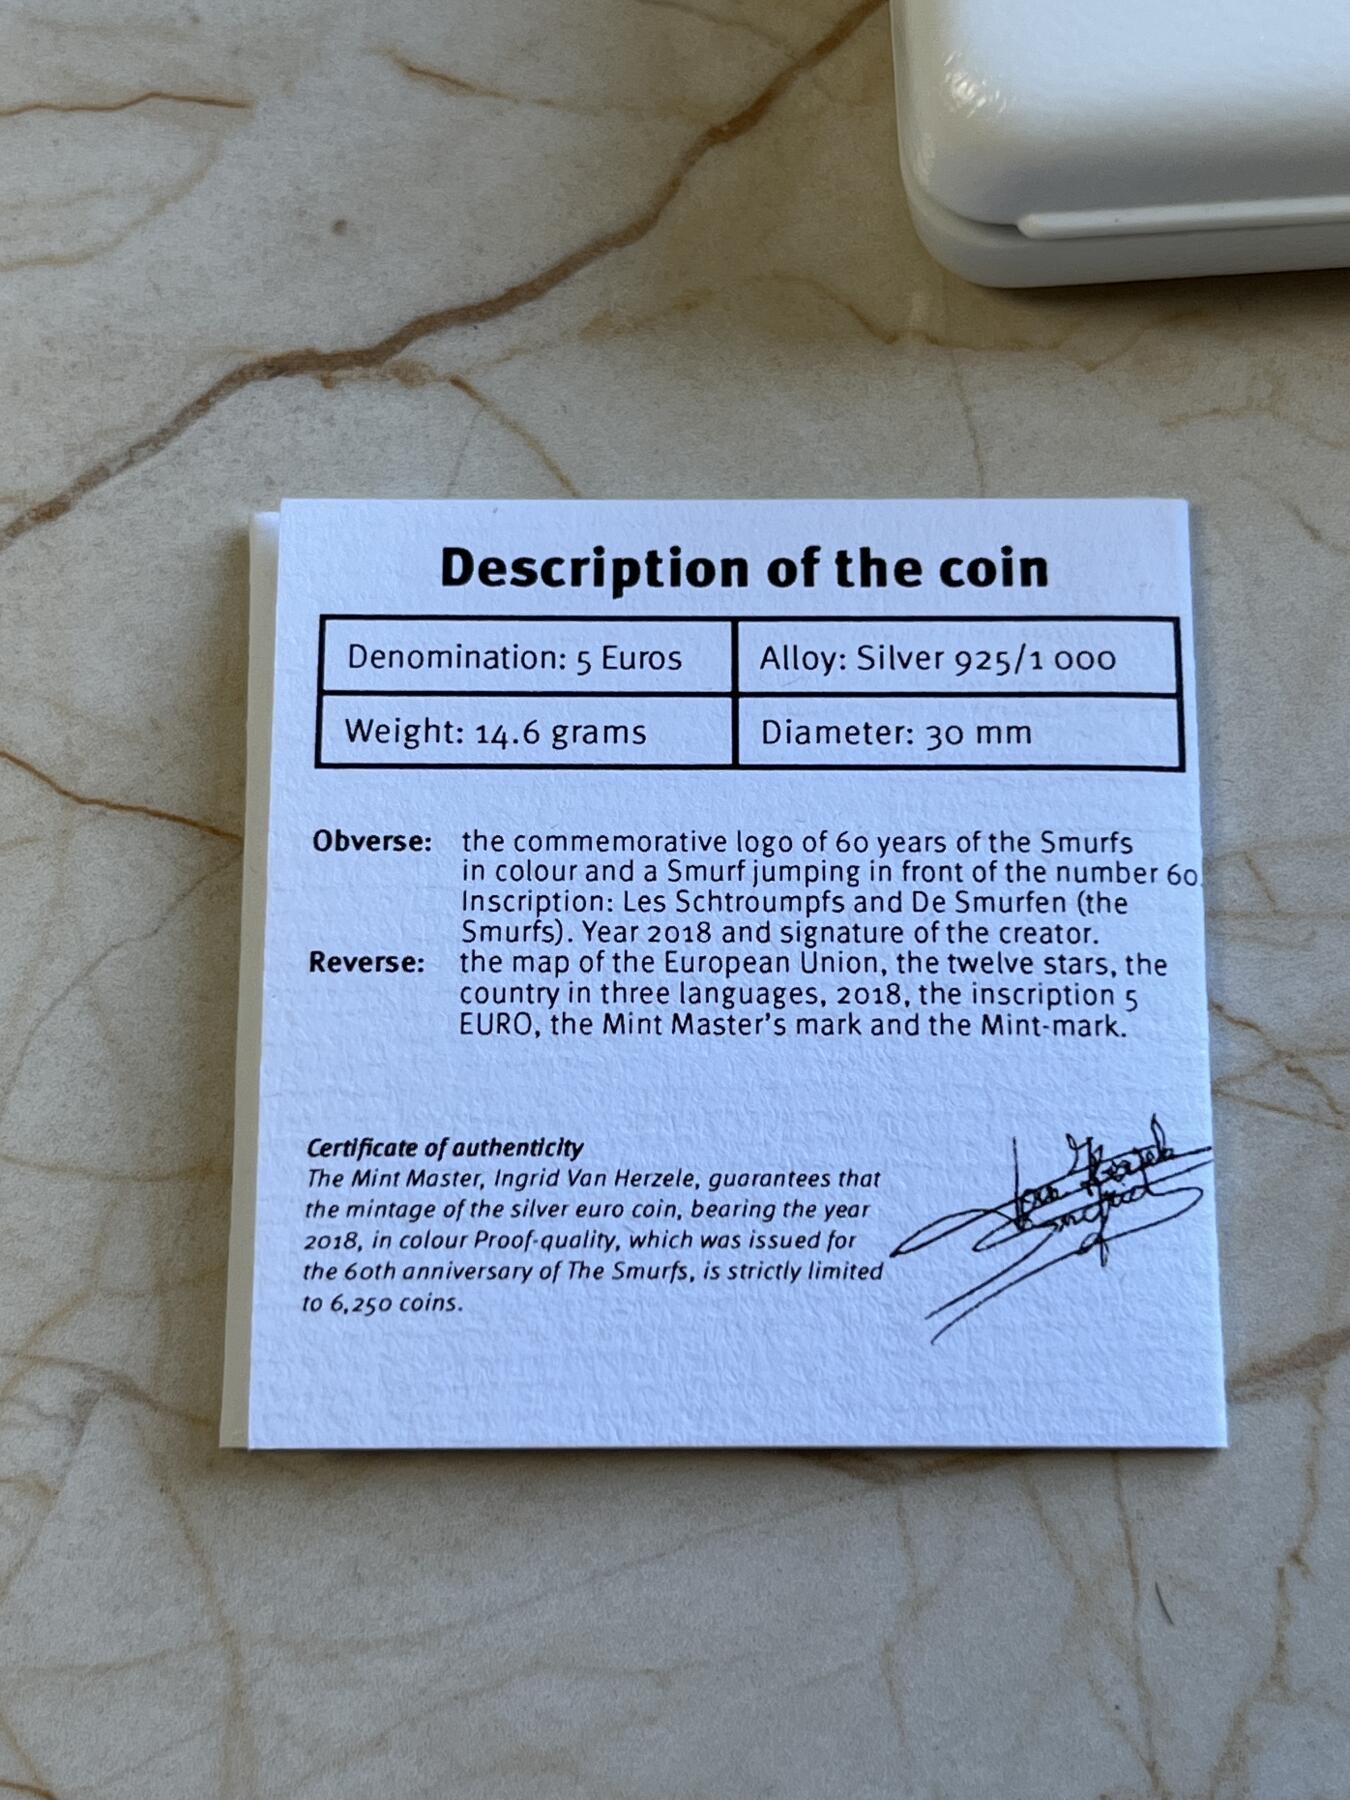 Description of the coin
Denomination: 5 Euros
Alloy: Silver 925/1 000
Weight: 14.6 grams
Diameter: 30 mm
Obverse: the commemorative logo of 60 years of the Smurfs
in colour and a Smurf jumping in front of the number 60.
Inscription: Les Schtroumpfs and De Smurfen (the
Smurfs). Year 2018 and signature of the creator.
Reverse: the map of the European Union, the twelve stars, the
country in three languages, 2018, the inscription 5
EURO, the Mint Master's mark and the Mint-mark.
Certificate of authenticity
The Mint Master, Ingrid Van Herzele, guarantees that
the mintage of the silver euro coin, bearing the year
2018, in colour Proof-quality, which was issued for
the 60th anniversary of The Smurfs, is strictly limited
to 6,250 coins.